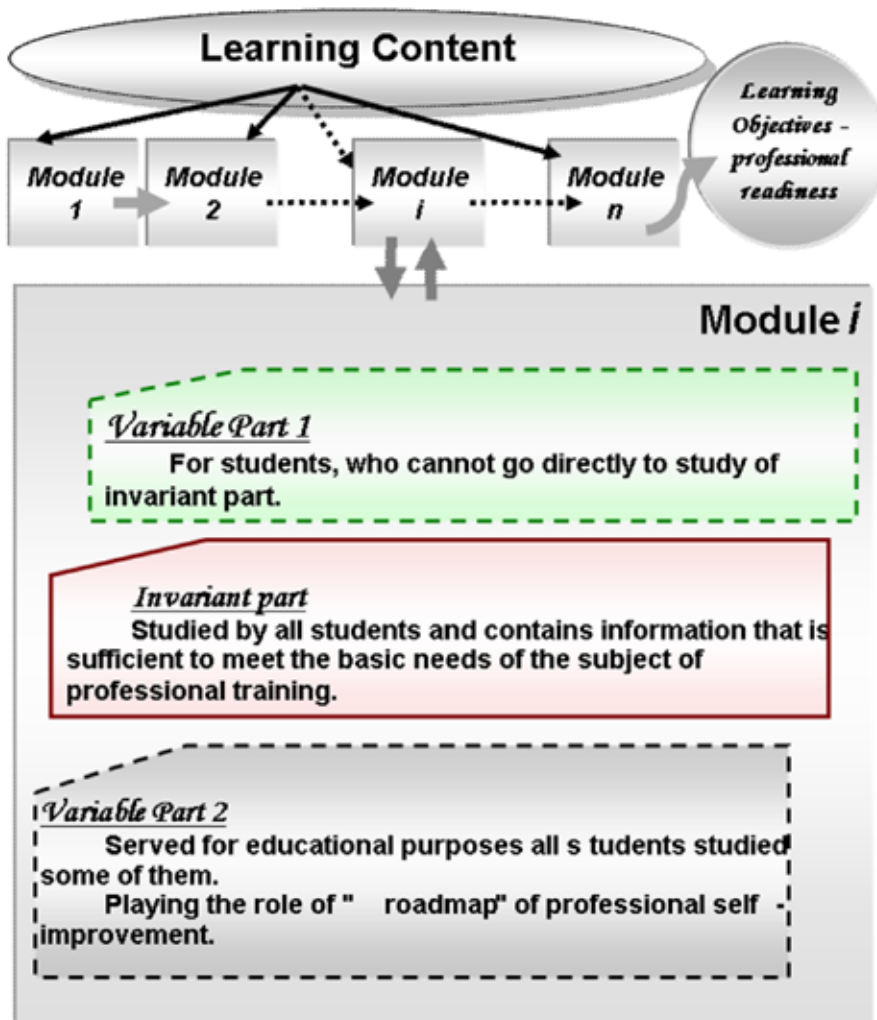 Learning Content
Learning
Objectives -
professional
readiness
Module
1
Module
2
Module
i
Module
n
Module i
Variable Part 1
For students, who cannot go directly to study of
invariant part.
Invariant part
Studied by all students and contains information that is
sufficient to meet the basic needs of the subject of
professional training.
Variable Part 2
Served for educational purposes all s tudents studied
some of them.
Playing the role of " roadmap" of professional self -
improvement.